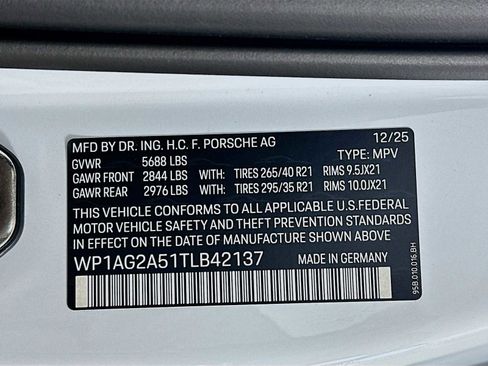 MFD BY DR. ING. H.C. F. PORSCHE AG 12/25
GVWR 5688 LBS TYPE: MPV
GAWR FRONT 2844 LBS WITH: TIRES 265/40 R21 RIMS 9.5JX21
GAWR REAR 2976 LBS WITH: TIRES 295/35 R21 RIMS 10.0JX21
THIS VEHICLE CONFORMS TO ALL APPLICABLE U.S.FEDERAL
MOTOR VEHICLE SAFETY AND THEFT PREVENTION STANDARDS
IN EFFECT ON THE DATE OF MANUFACTURE SHOWN ABOVE.
WP1AG2A51TLB42137 MADE IN GERMANY
95B.010.016.BH